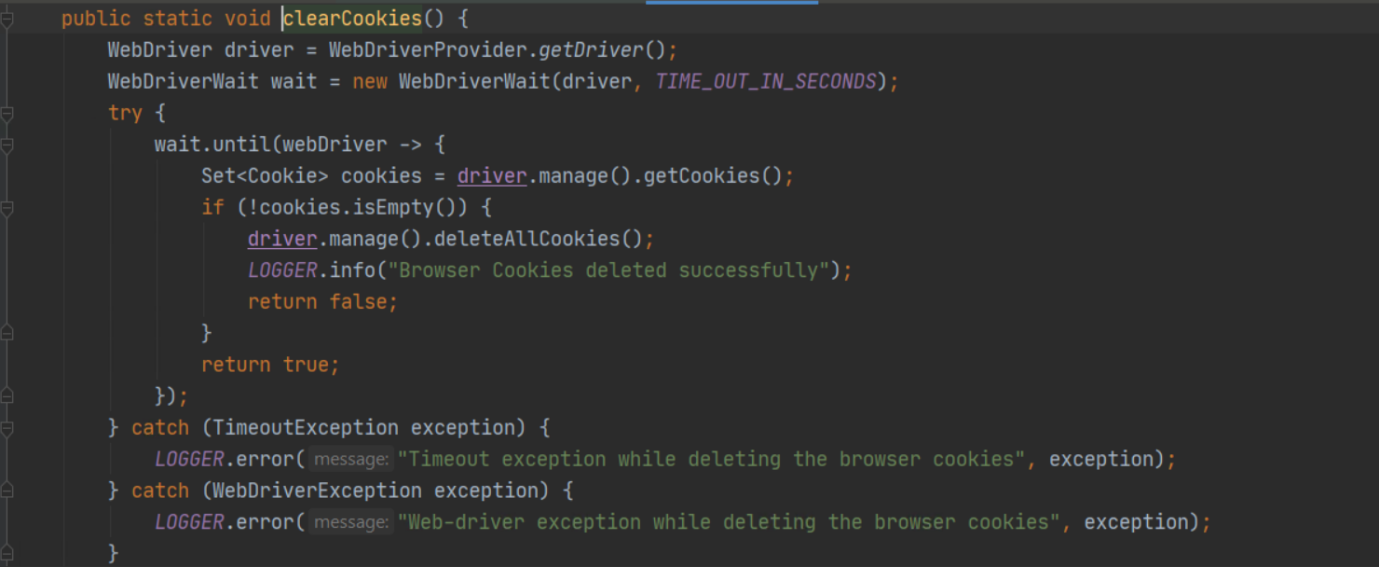 public static void clearCookies() {
WebDriver driver = WebDriverProvider.getDriver();
WebDriverWait wait = new WebDriverWait(driver, TIME_OUT_IN_SECONDS);
try {
wait.until(webDriver -> {
Set<Cookie> cookies = driver.manage().getCookies();
if (!cookies.isEmpty()) {
driver.manage().deleteAllCookies();
LOGGER.info("Browser Cookies deleted successfully");
return false;
}
return true;
});
} catch (TimeoutException exception) {
LOGGER.error( message: "Timeout exception while deleting the browser cookies", exception);
} catch (WebDriverException exception) {
LOGGER.error( message: "Web-driver exception while deleting the browser cookies", exception);
}